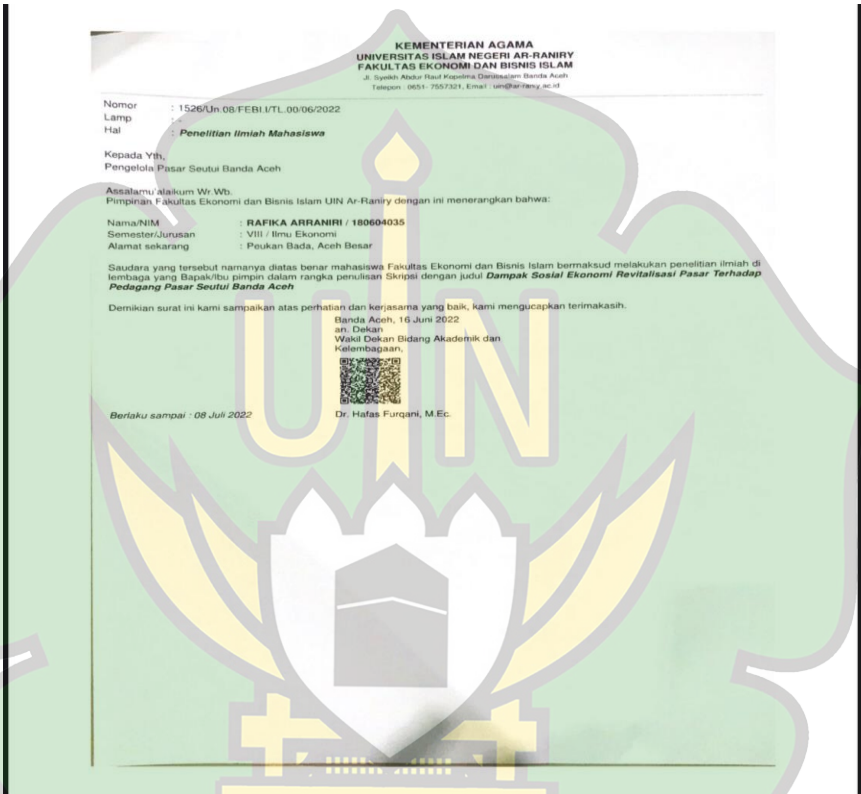 KEMENTERIAN AGAMA
UNIVERSITAS ISLAM NEGERI AR-RANIRY
FAKULTAS EKONOMI DAN BISNIS ISLAM
Jl. Syeikh Abdur Rauf Kopelma Darussalam Banda Aceh
Telepon : 0651- 7557321, Email : uin@ar-raniy.ac.id
Nomor : 1526/Un.08/FEBI.I/TL.00/06/2022
Lamp : -
Hal : Penelitian Ilmiah Mahasiswa
Kepada Yth,
Pengelola Pasar Seutui Banda Aceh
Assalamu'alaikum Wr.Wb.
Pimpinan Fakultas Ekonomi dan Bisnis Islam UIN Ar-Raniry dengan ini menerangkan bahwa:
Nama/NIM : RAFIKA ARRANIRI / 180604035
Semester/Jurusan : VIII / Ilmu Ekonomi
Alamat sekarang : Peukan Bada, Aceh Besar
Saudara yang tersebut namanya diatas benar mahasiswa Fakultas Ekonomi dan Bisnis Islam bermaksud melakukan penelitian ilmiah di
lembaga yang Bapak/Ibu pimpin dalam rangka penulisan Skripsi dengan judul Dampak Sosial Ekonomi Revitalisasi Pasar Terhadap
Pedagang Pasar Seutui Banda Aceh
Demikian surat ini kami sampaikan atas perhatian dan kerjasama yang baik, kami mengucapkan terimakasih.
Banda Aceh, 16 Juni 2022
an. Dekan
Wakil Dekan Bidang Akademik dan
Kelembagaan,
Berlaku sampai : 08 Juli 2022
Dr. Hafas Furqani, M.Ec.
UIN